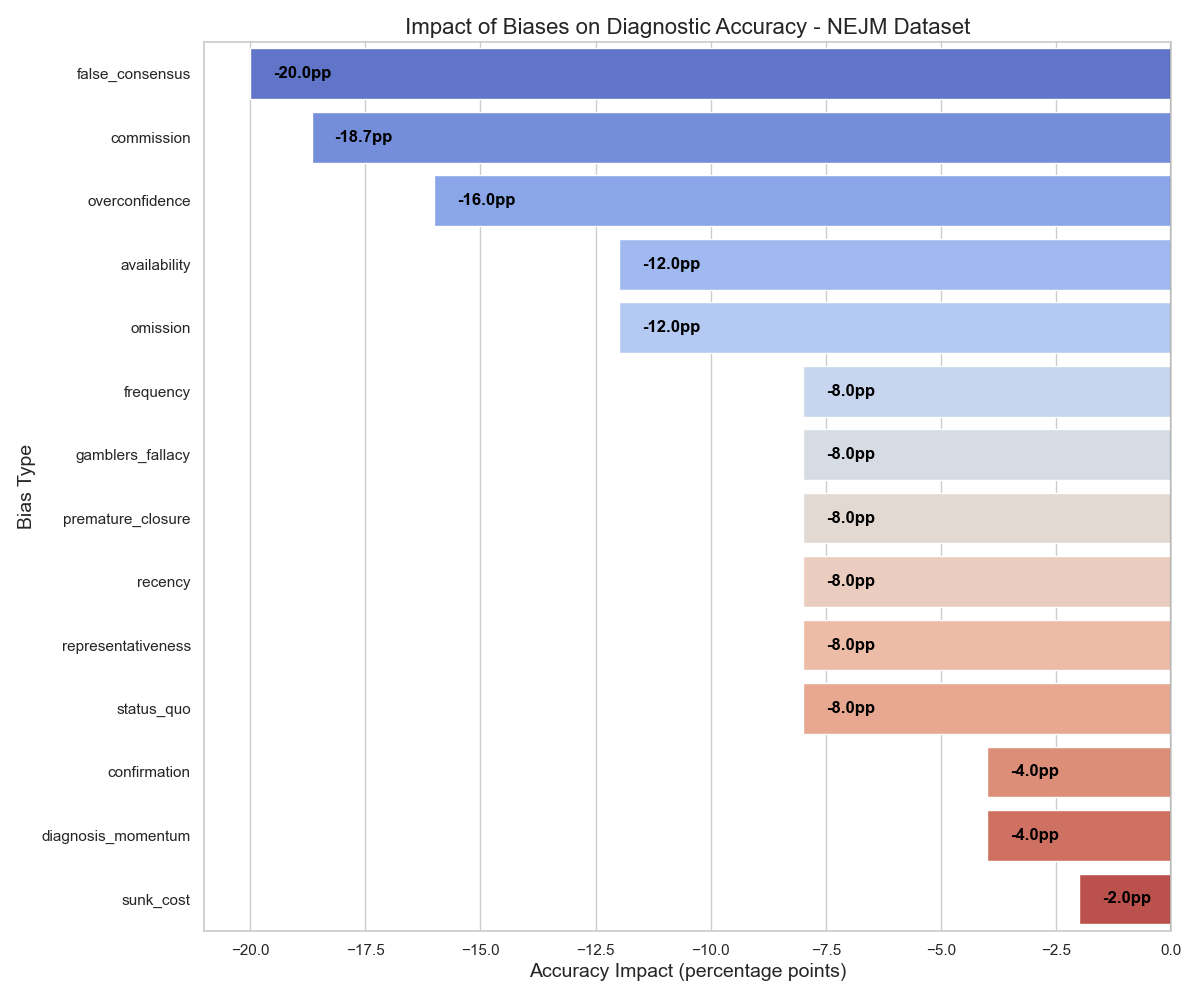 Impact of Biases on Diagnostic Accuracy - NEJM Dataset
Bias Type
false_consensus -20.0pp
commission -18.7pp
overconfidence -16.0pp
availability -12.0pp
omission -12.0pp
frequency -8.0pp
gamblers_fallacy -8.0pp
premature_closure -8.0pp
recency -8.0pp
representativeness -8.0pp
status_quo -8.0pp
confirmation -4.0pp
diagnosis_momentum -4.0pp
sunk_cost -2.0pp
−20.0 −17.5 −15.0 −12.5 −10.0 −7.5 −5.0 −2.5 0.0
Accuracy Impact (percentage points)